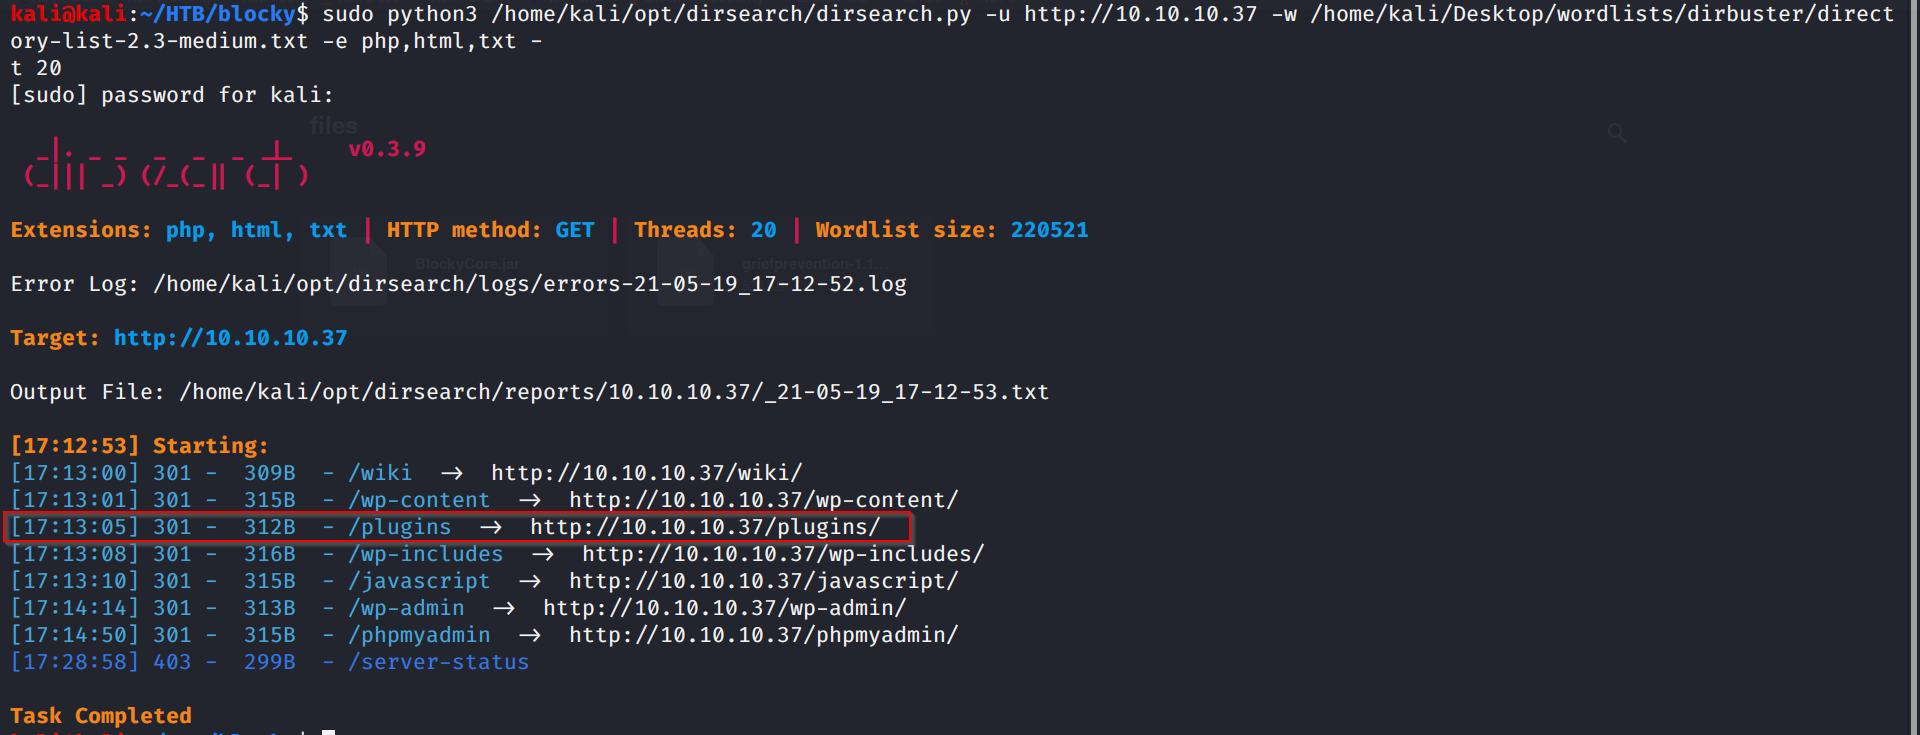 kali@kali:~/HTB/blocky$ sudo python3 /home/kali/opt/dirsearch/dirsearch.py -u http://10.10.10.37 -w /home/kali/Desktop/wordlists/dirbuster/direct
ory-list-2.3-medium.txt -e php,html,txt -
t 20
[sudo] password for kali:
files
v0.3.9
Extensions: php, html, txt | HTTP method: GET | Threads: 20 | Wordlist size: 220521
BlockyCore.jar griefprevention-1.1...
Error Log: /home/kali/opt/dirsearch/logs/errors-21-05-19_17-12-52.log
Target: http://10.10.10.37
Output File: /home/kali/opt/dirsearch/reports/10.10.10.37/_21-05-19_17-12-53.txt
[17:12:53] Starting:
[17:13:00] 301 -  309B  - /wiki  →  http://10.10.10.37/wiki/
[17:13:01] 301 -  315B  - /wp-content  →  http://10.10.10.37/wp-content/
[17:13:05] 301 -  312B  - /plugins  →  http://10.10.10.37/plugins/
[17:13:08] 301 -  316B  - /wp-includes  →  http://10.10.10.37/wp-includes/
[17:13:10] 301 -  315B  - /javascript  →  http://10.10.10.37/javascript/
[17:14:14] 301 -  313B  - /wp-admin  →  http://10.10.10.37/wp-admin/
[17:14:50] 301 -  315B  - /phpmyadmin  →  http://10.10.10.37/phpmyadmin/
[17:28:58] 403 -  299B  - /server-status
Task Completed